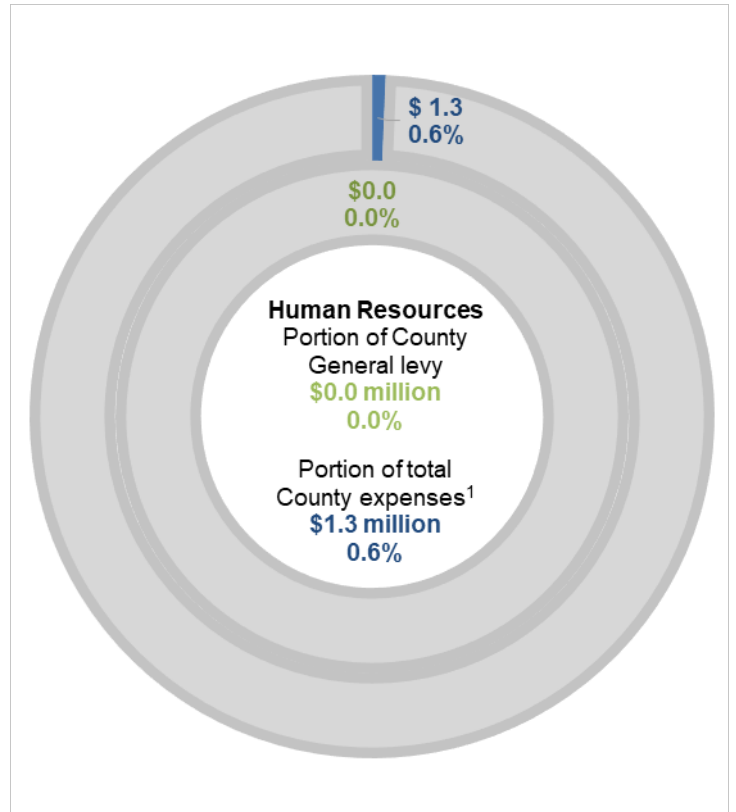 $ 1.3
0.6%
$0.0
0.0%
Human Resources
Portion of County
General levy
$0.0 million
0.0%
Portion of total
County expenses¹
$1.3 million
0.6%